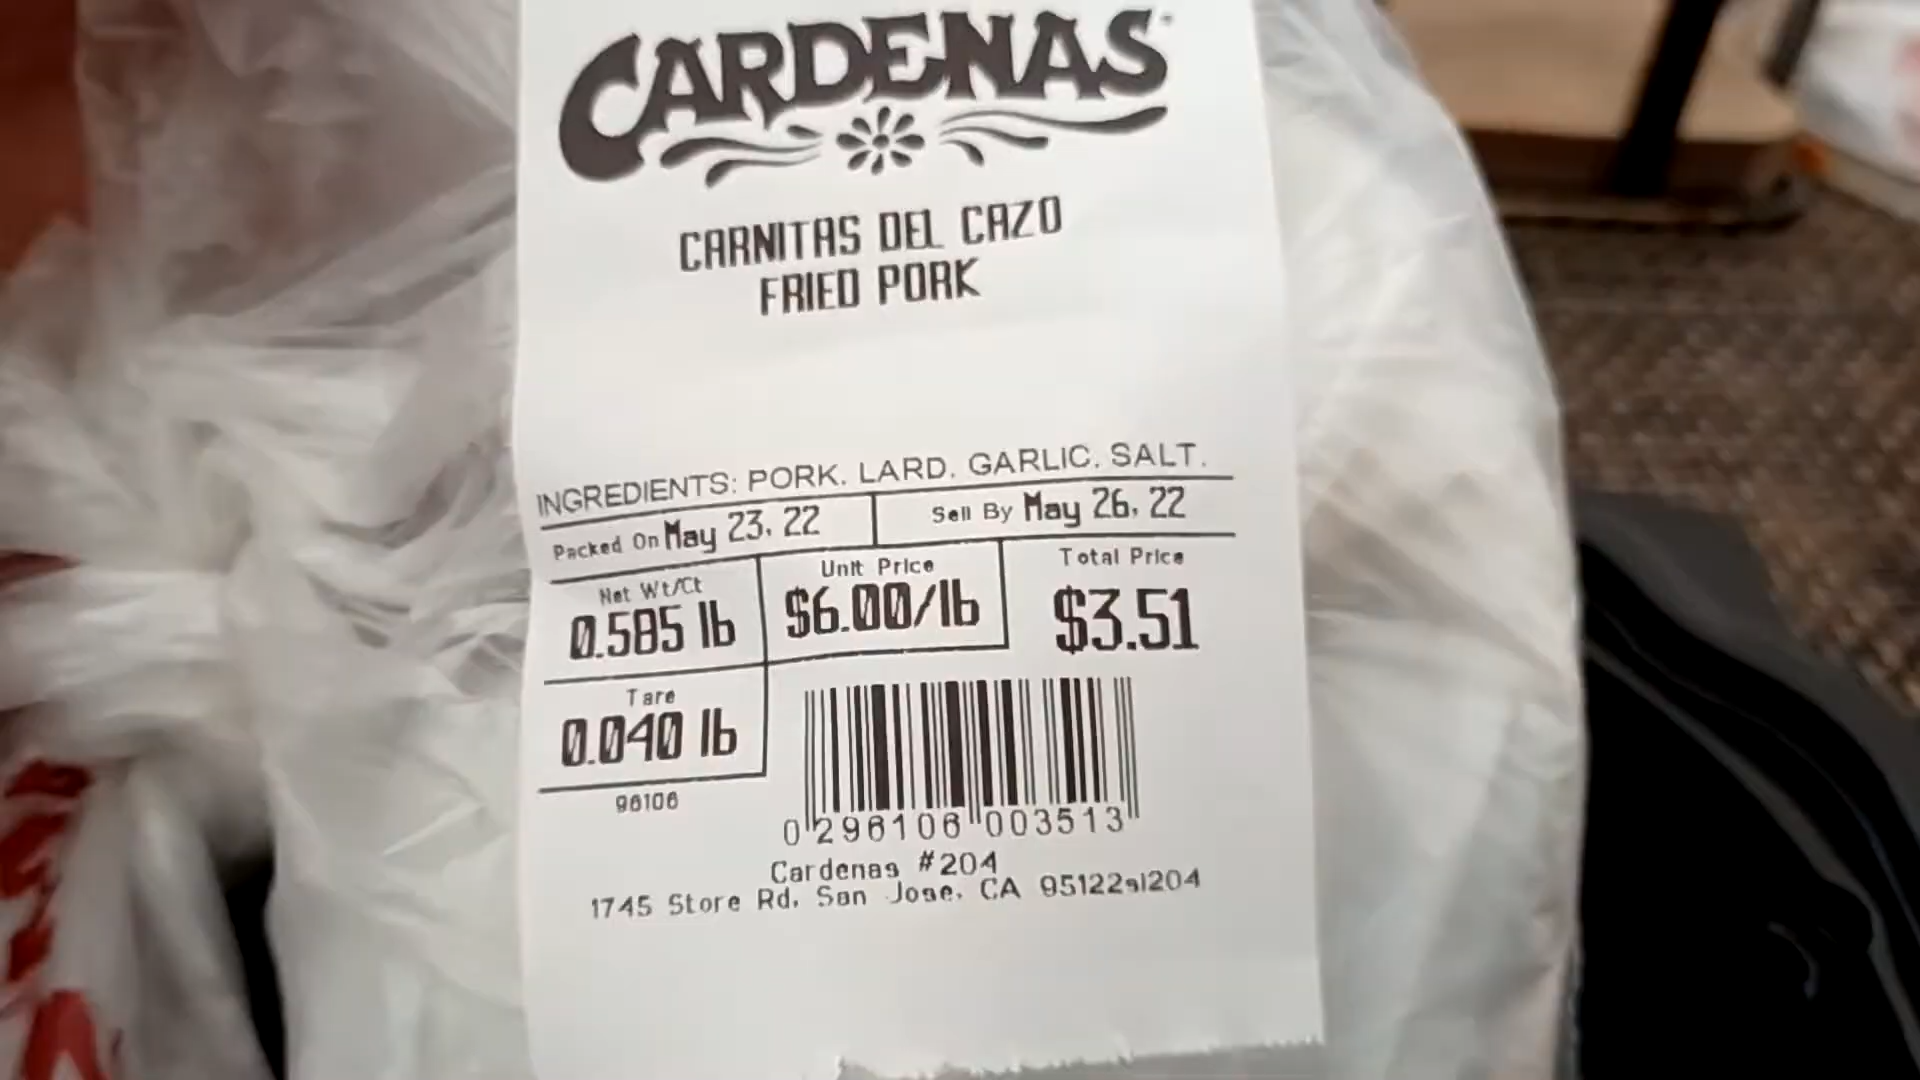 CARDENAS
CARNITAS DEL CAZO
FRIED PORK
INGREDIENTS: PORK. LARD. GARLIC. SALT.
Packed On May 23, 22 Sell By May 26, 22
Net Wt/Ct Unit Price Total Price
0.585 lb $6.00/lb $3.51
Tare
0.040 lb
96106
0 296106 003513
Cardenas #204
1745 Store Rd. San Jose. CA 95122sl204